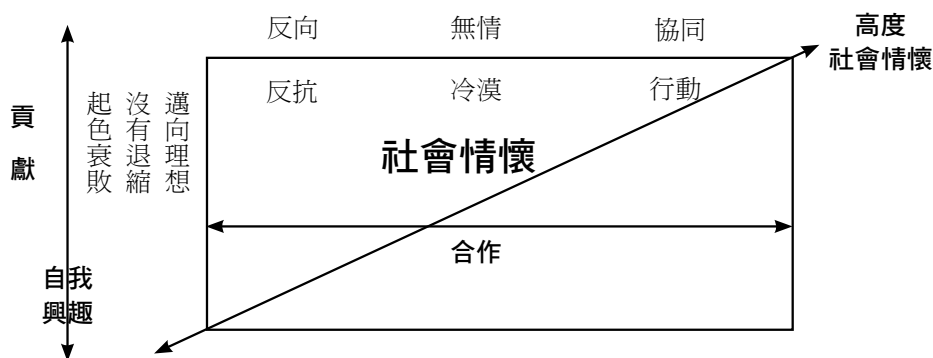 反向 無情 協同
高度
社會情懷
反抗 冷漠 行動
貢獻
起色衰敗
沒有退縮
邁向理想
社會情懷
合作
自我
興趣